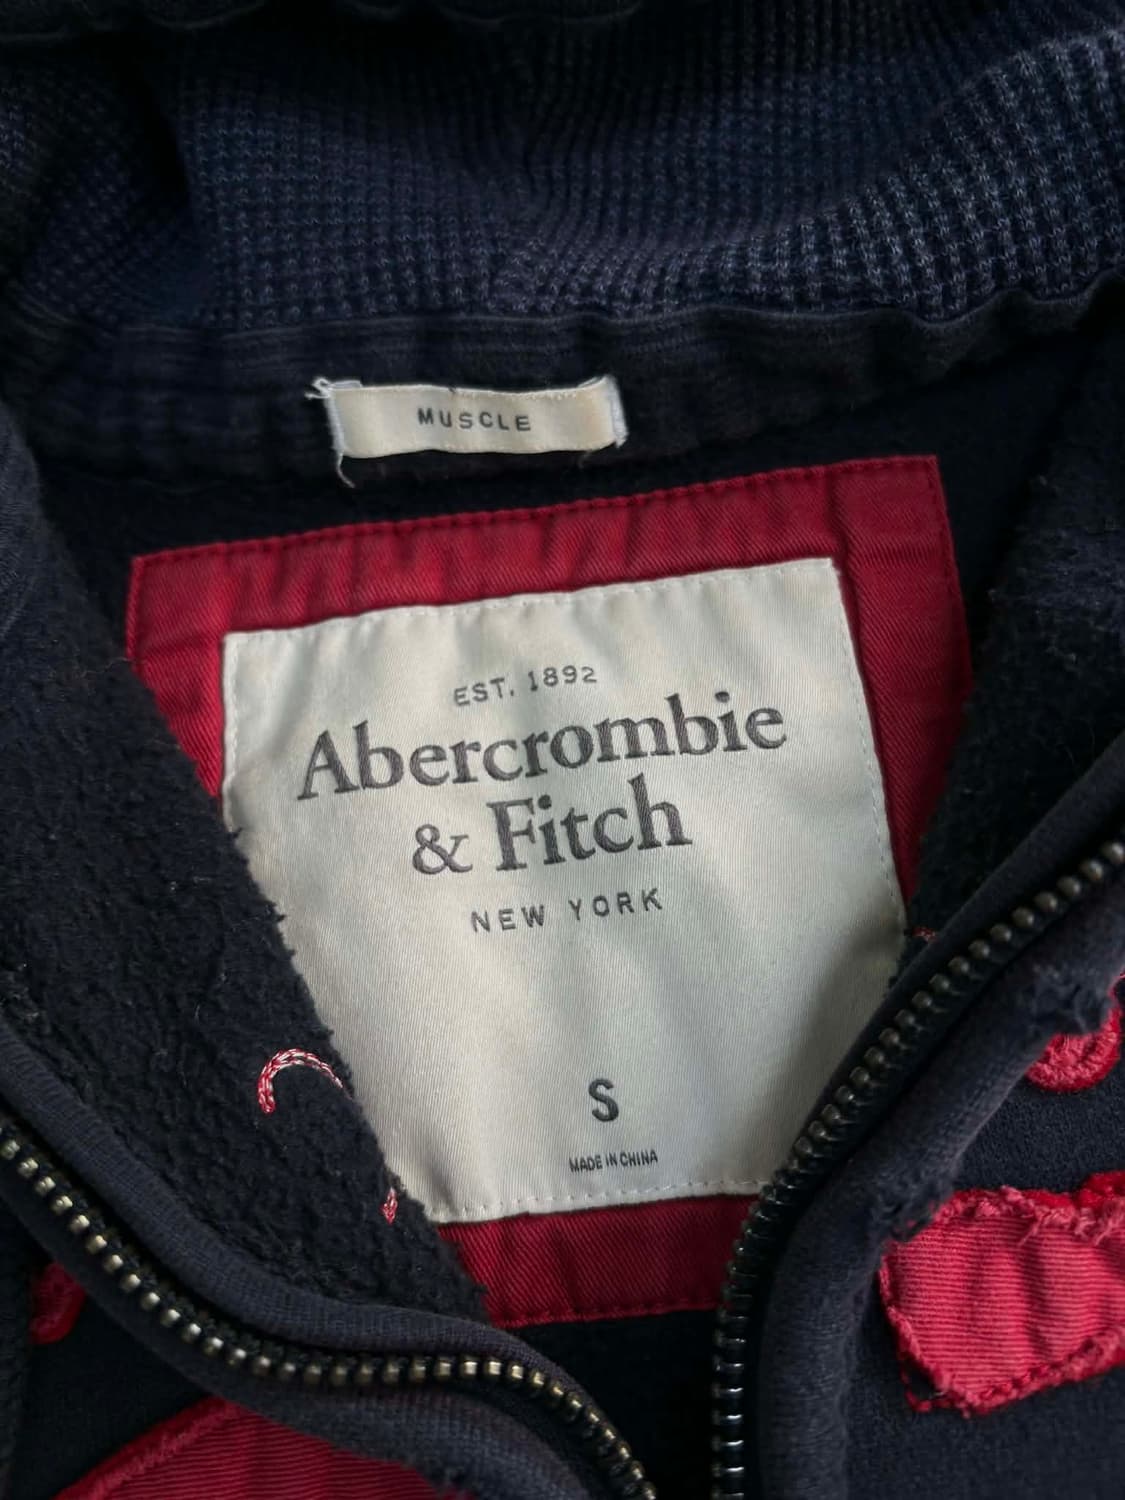 MUSCLE
EST. 1892
Abercrombie
& Fitch
NEW YORK
S
MADE IN CHINA